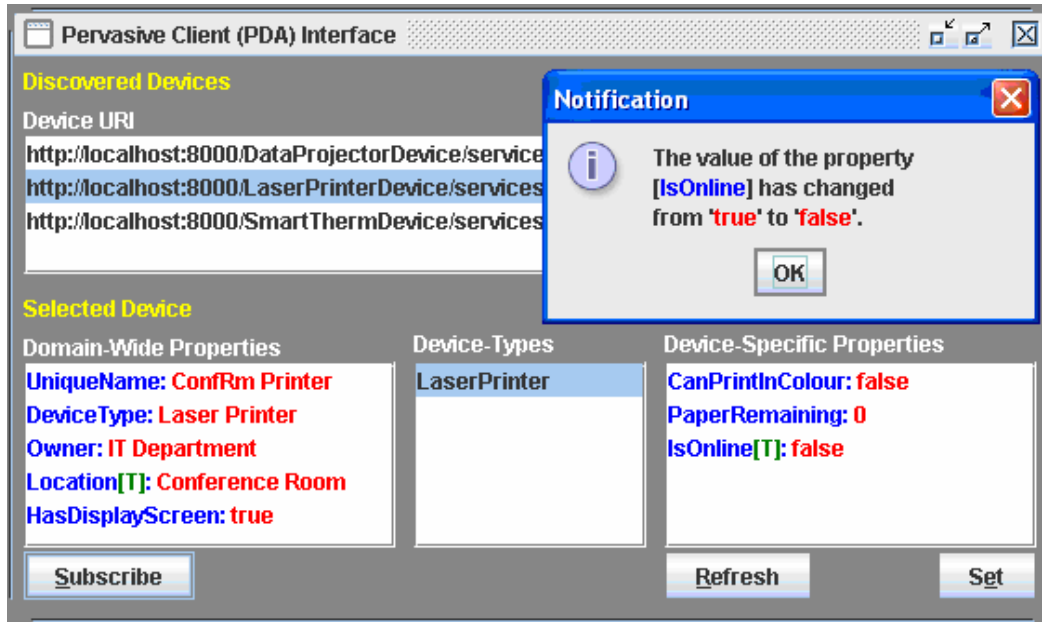 Pervasive Client (PDA) Interface
Discovered Devices
Device URI
http://localhost:8000/DataProjectorDevice/service
http://localhost:8000/LaserPrinterDevice/services
http://localhost:8000/SmartThermDevice/services
Notification
The value of the property
[IsOnline] has changed
from 'true' to 'false'.
OK
Selected Device
Domain-Wide Properties
UniqueName: ConfRm Printer
DeviceType: Laser Printer
Owner: IT Department
Location[T]: Conference Room
HasDisplayScreen: true
Device-Types
LaserPrinter
Device-Specific Properties
CanPrintInColour: false
PaperRemaining: 0
IsOnline[T]: false
Subscribe
Refresh
Set